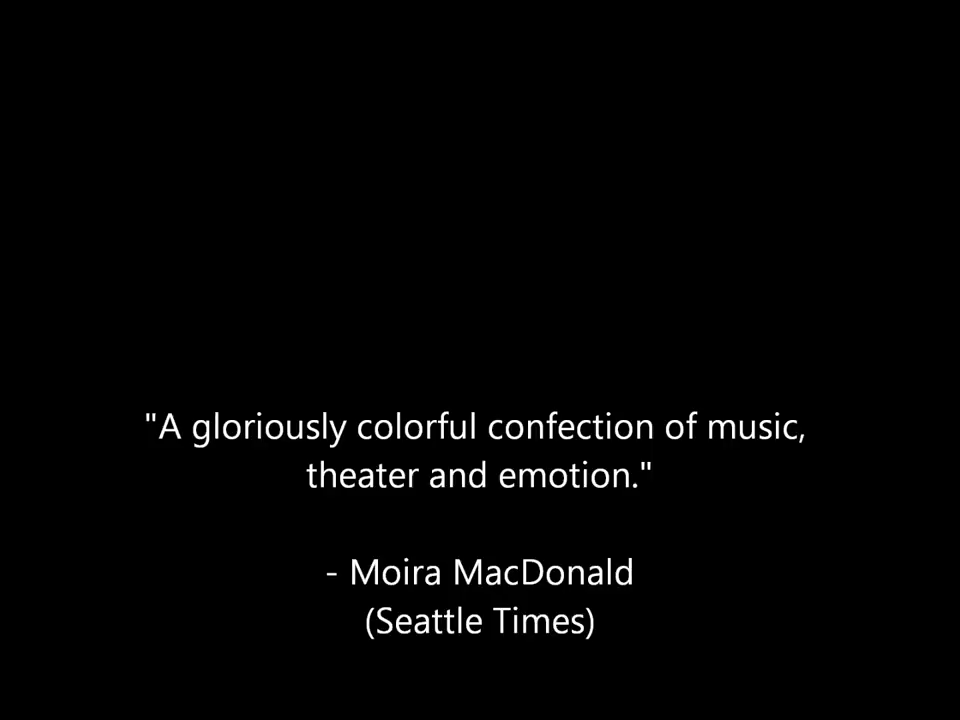 "A gloriously colorful confection of music,
theater and emotion."
- Moira MacDonald
(Seattle Times)